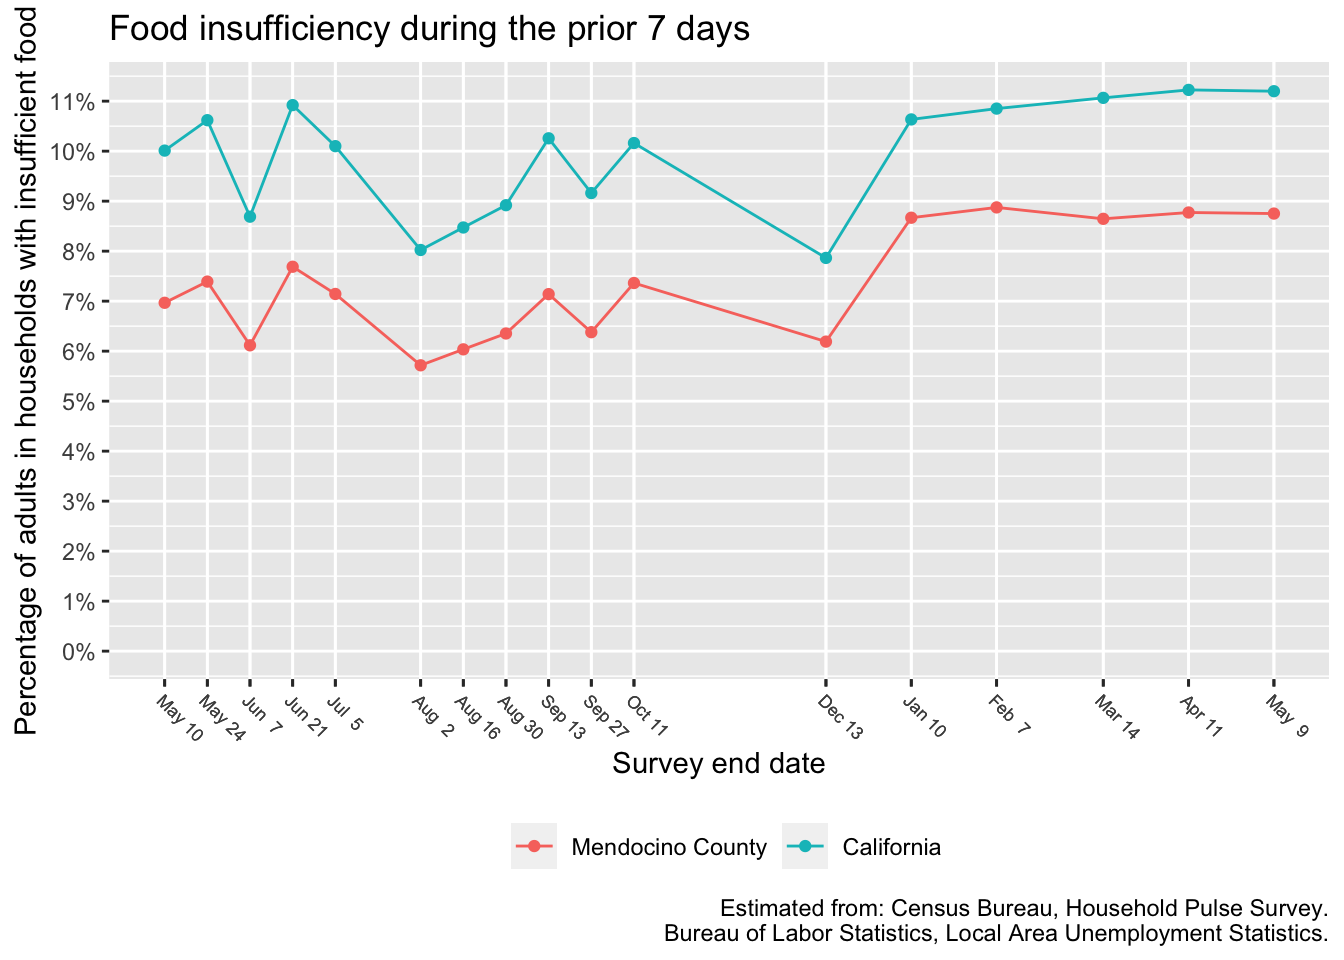 Food insufficiency during the prior 7 days
Percentage of adults in households with insufficient food
11%
10%
9%
8%
7%
6%
5%
4%
3%
2%
1%
0%
May 10
May 24
Jun 7
Jun 21
Jul 5
Aug 2
Aug 16
Aug 30
Sep 13
Sep 27
Oct 11
Dec 13
Jan 10
Feb 7
Mar 14
Apr 11
May 9
Survey end date
Mendocino County
California
Estimated from: Census Bureau, Household Pulse Survey.
Bureau of Labor Statistics, Local Area Unemployment Statistics.